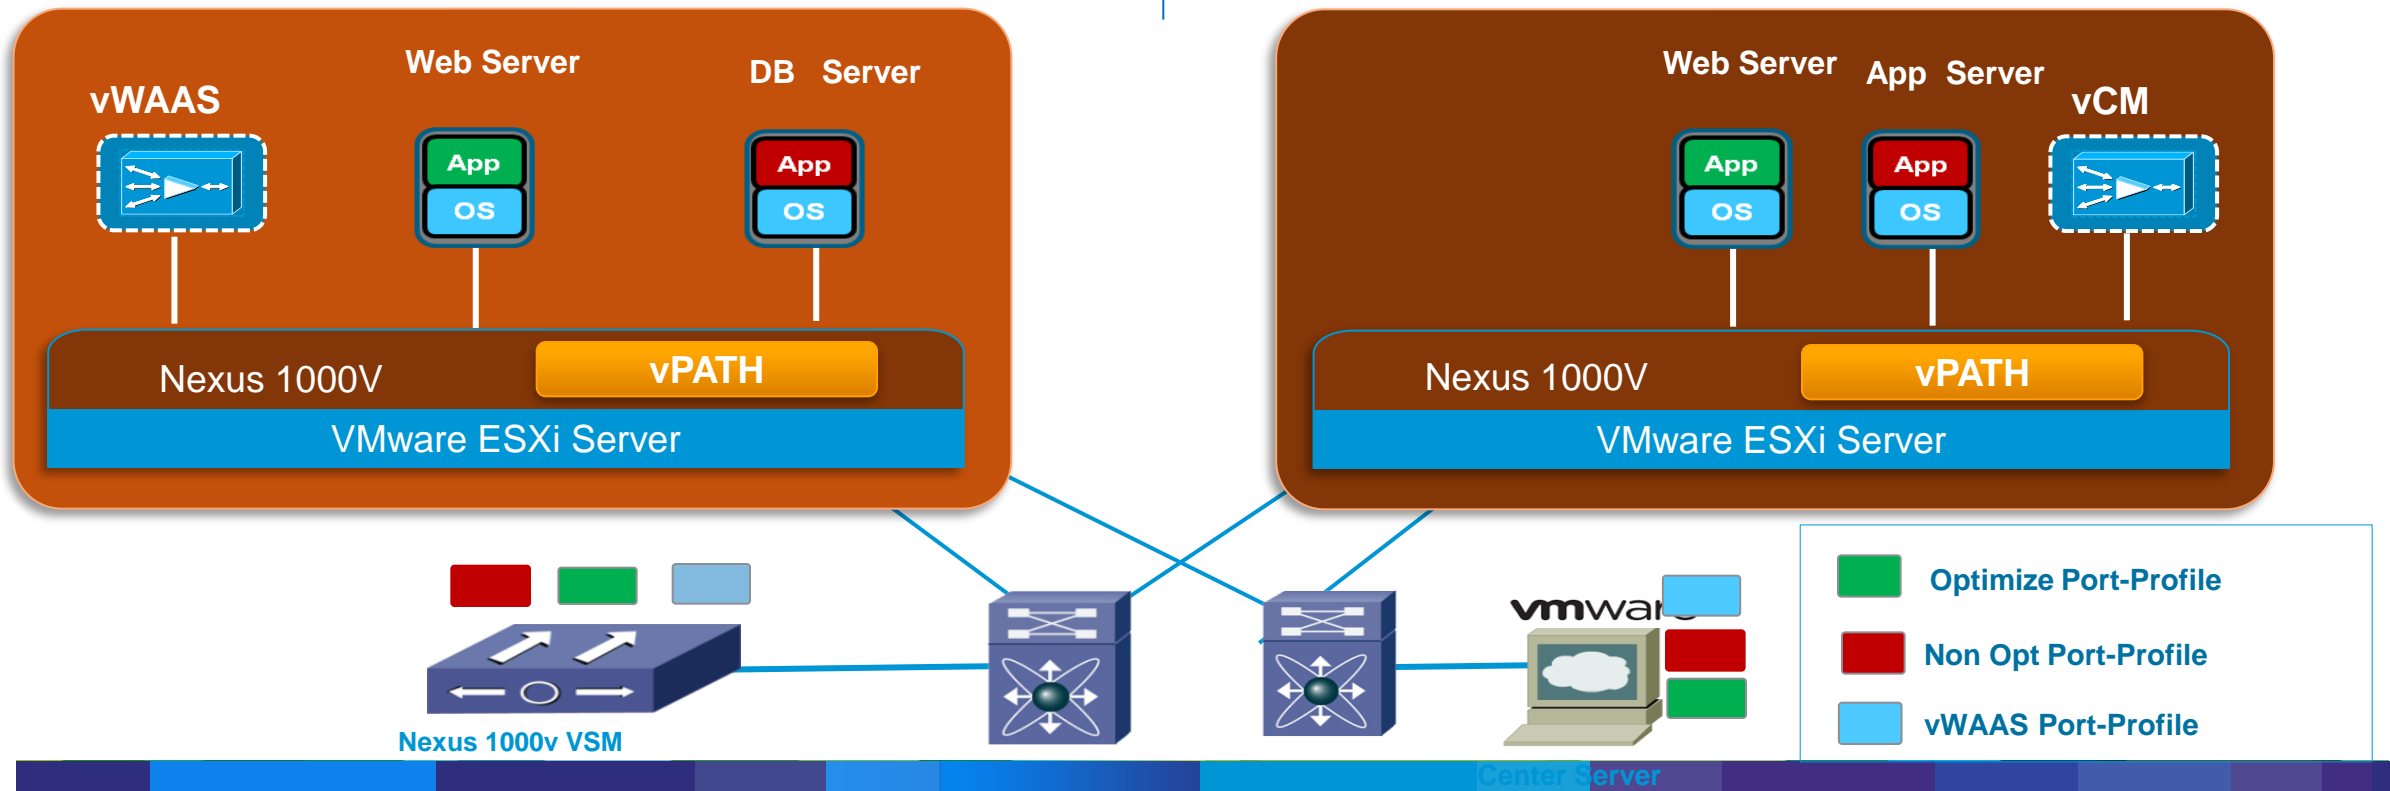 Web Server
DB Server
vWAAS
App
OS
App
OS
Nexus 1000V
vPATH
VMware ESXi Server
Web Server
App Server
vCM
App
OS
App
OS
Nexus 1000V
vPATH
VMware ESXi Server
Nexus 1000v VSM
vmware
Center Server
Optimize Port-Profile
Non Opt Port-Profile
vWAAS Port-Profile